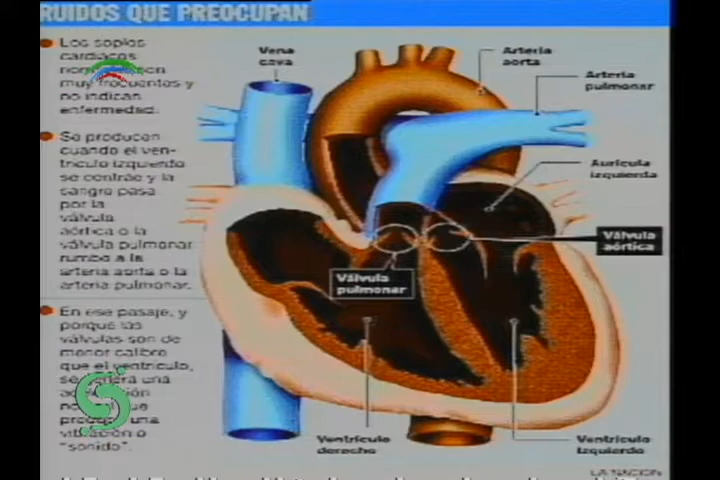 RUIDOS QUE PREOCUPAN
Los soplos
cardíacos
son
muy frecuentes y
no indican
enfermedad.
Se producen
cuando el ven-
trículo izquierdo
se contrae y la
sangre pasa
por la
válvula
aórtica o la
válvula pulmonar
rumbo a la
arteria aorta o la
arteria pulmonar.
En ese pasaje, y
porque las
válvulas son de
menor calibre
que el ventrículo,
una
vibración o
"sonido".
Vena
cava
Arteria
aorta
Arteria
pulmonar
Aurícula
izquierda
Válvula
aórtica
Válvula
pulmonar
Ventrículo
derecho
Ventrículo
izquierdo
LA NACION